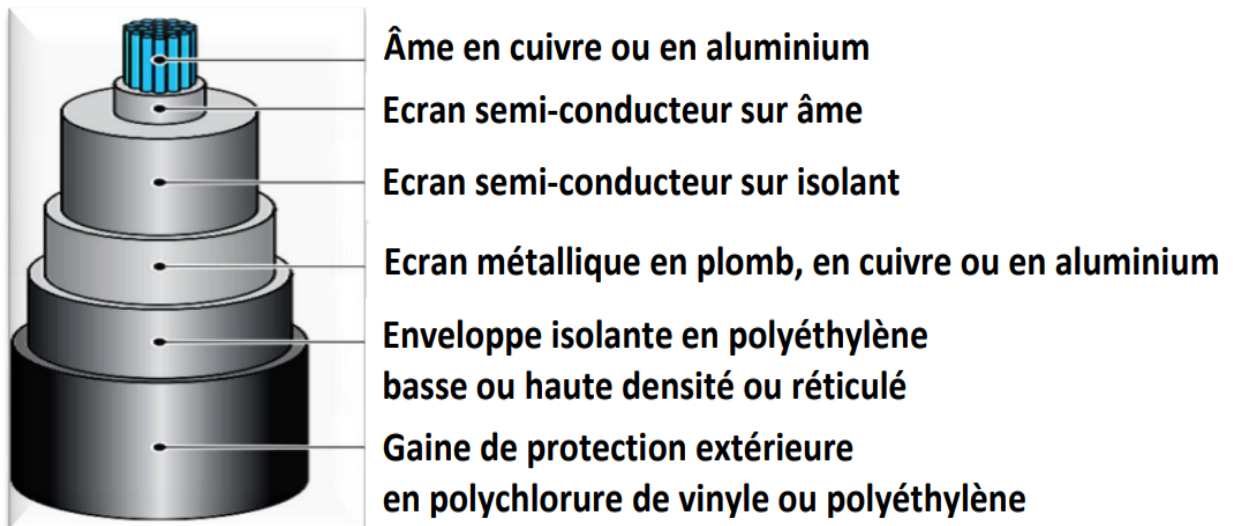 Âme en cuivre ou en aluminium
Ecran semi-conducteur sur âme
Ecran semi-conducteur sur isolant
Ecran métallique en plomb, en cuivre ou en aluminium
Enveloppe isolante en polyéthylène
basse ou haute densité ou réticulé
Gaine de protection extérieure
en polychlorure de vinyle ou polyéthylène